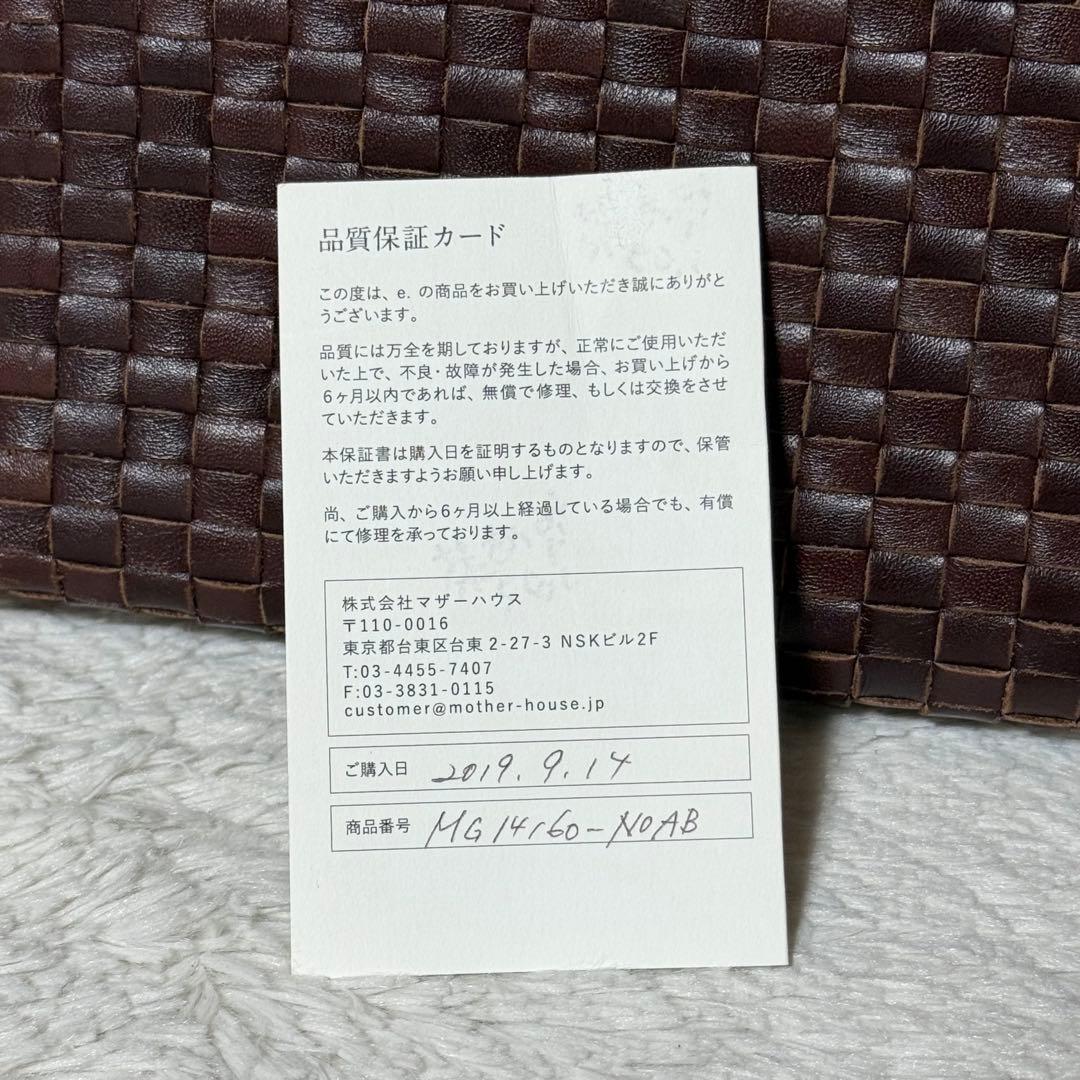 品質保証カード
この度は、e. の商品をお買い上げいただき誠にありがと
うございます。
品質には万全を期しておりますが、正常にご使用いただ
いた上で、不良・故障が発生した場合、お買い上げから
6ヶ月以内であれば、無償で修理、もしくは交換をさせ
ていただきます。
本保証書は購入日を証明するものとなりますので、保管
いただきますようお願い申し上げます。
尚、ご購入から6ヶ月以上経過している場合でも、有償
にて修理を承っております。
株式会社マザーハウス
〒110-0016
東京都台東区台東 2-27-3 NSKビル2F
T:03-4455-7407
F:03-3831-0115
customer@mother-house.jp
ご購入日 2019.9.14
商品番号 MG14160-NOAB